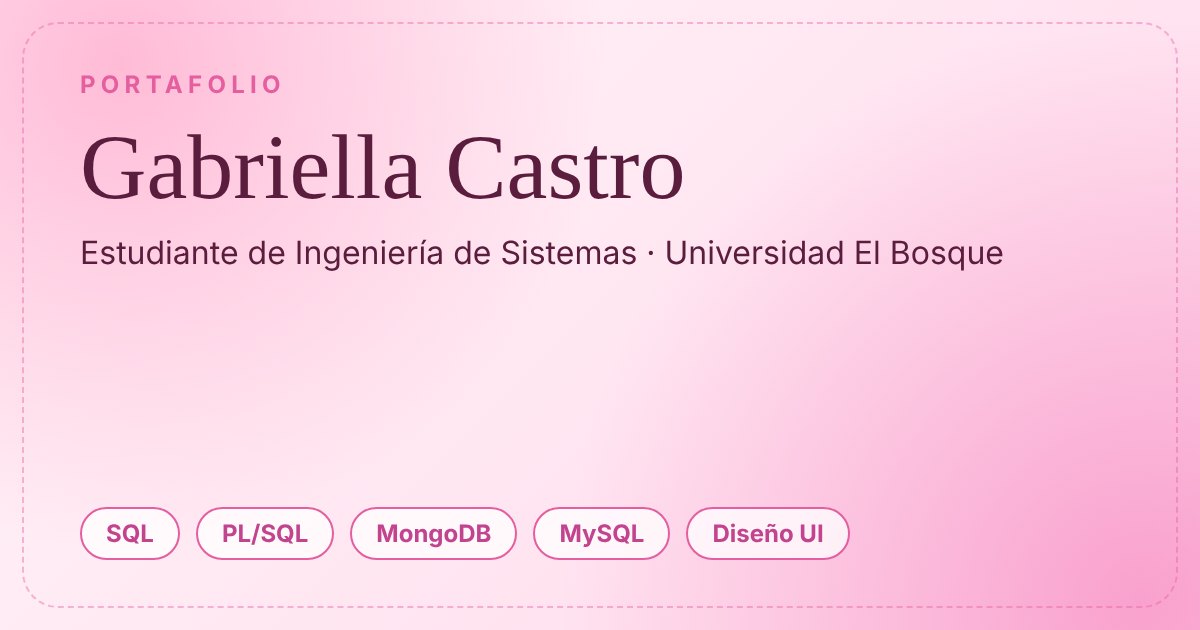 PORTAFOLIO
Gabriella Castro
Estudiante de Ingeniería de Sistemas · Universidad El Bosque
SQL PL/SQL MongoDB MySQL Diseño UI